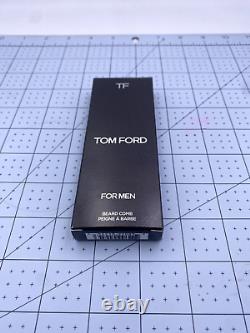 TF
TOM FORD
FOR MEN
BEARD COMB
PEIGNE À BARBE